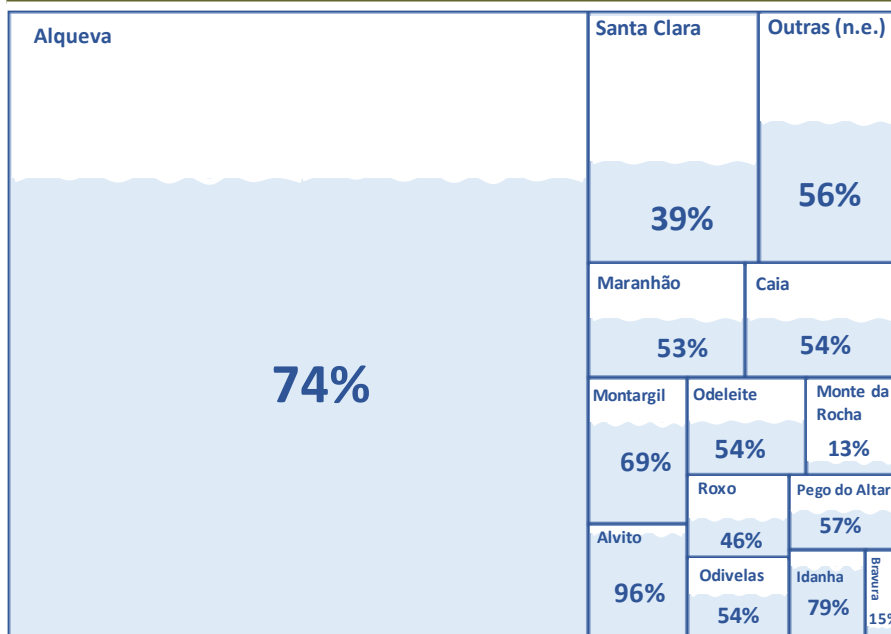 Alqueva
74%
Santa Clara
39%
Outras (n.e.)
56%
Maranhão
53%
Caia
54%
Montargil
69%
Odeleite
54%
Monte da
Rocha
13%
Roxo
46%
Pego do Altar
57%
Alvito
96%
Odivelas
54%
Idanha
79%
Bravura
15%